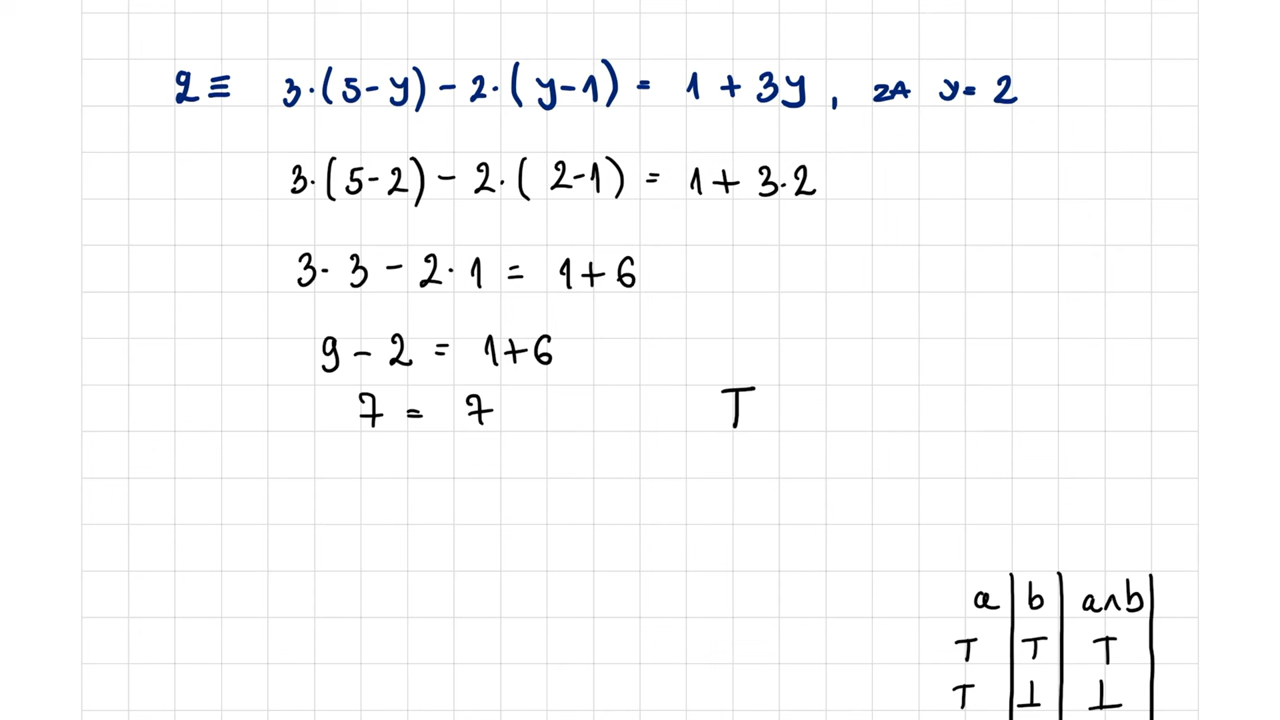 2 ≡ 3·(5-y) - 2·(y-1) = 1 + 3y, ZA y = 2
3·(5-2) - 2·(2-1) = 1 + 3·2
3·3 - 2·1 = 1+6
9 - 2 = 1+6
7 = 7 T
a | b | a∧b |
T | T | T |
T | ⊥ | ⊥ |